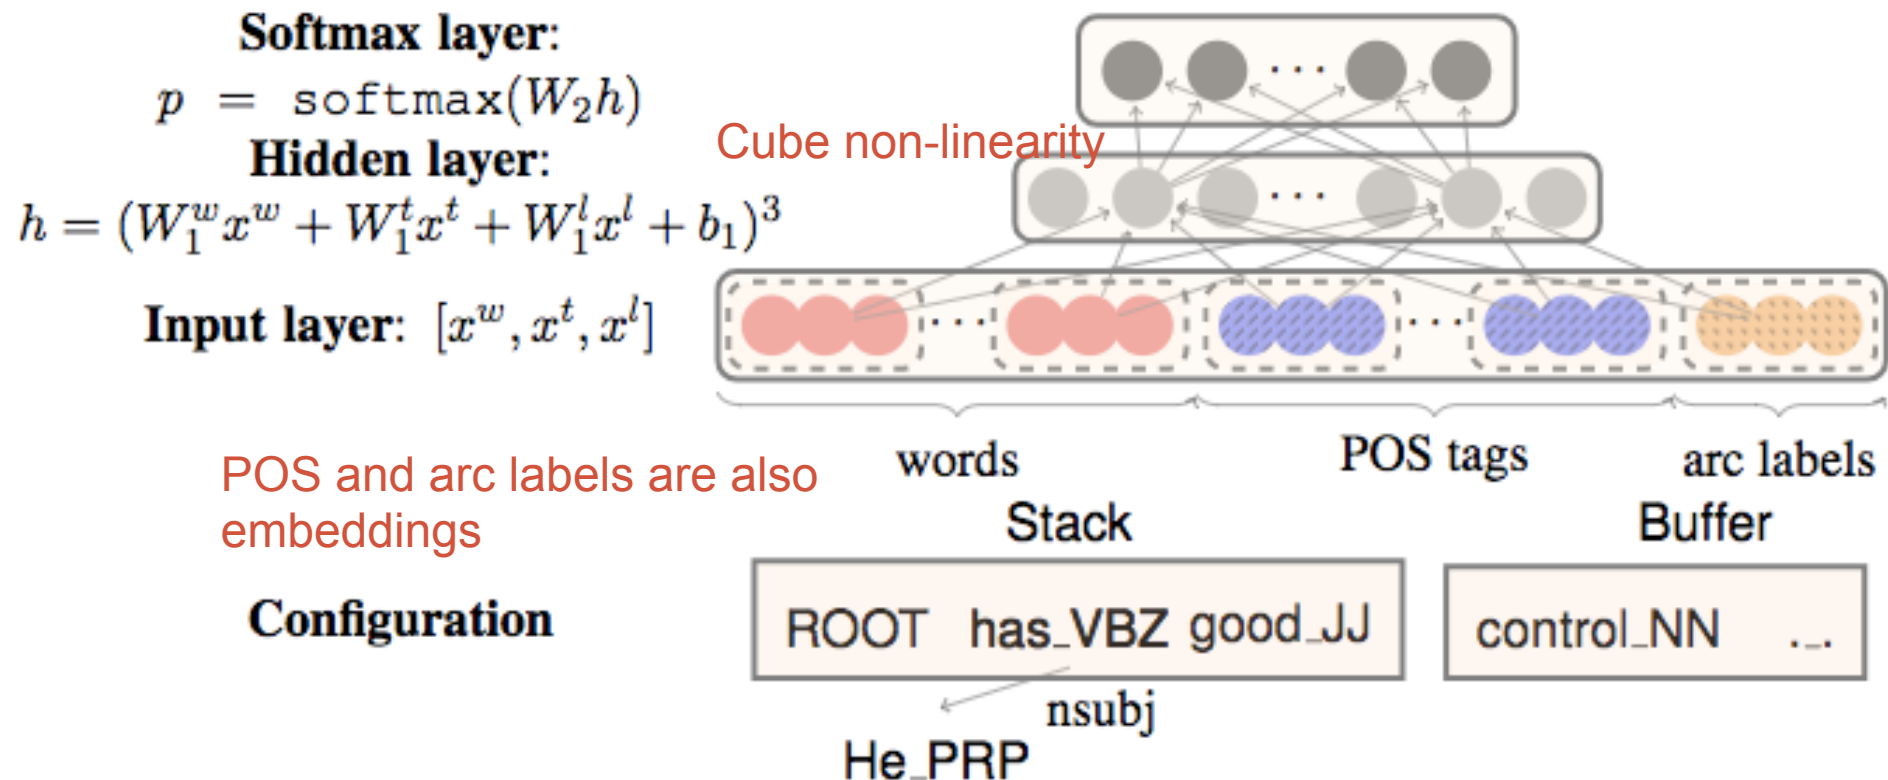 Softmax layer:
p = softmax(W₂h)
Cube non-linearity
Hidden layer:
h = (W₁ʷxʷ + W₁ᵗxᵗ + W₁ˡxˡ + b₁)³
Input layer: [xʷ, xᵗ, xˡ]
··· ···
··· ···
words POS tags arc labels
POS and arc labels are also
embeddings
Stack Buffer
Configuration
ROOT has_VBZ good_JJ control_NN ._.
nsubj
He_PRP